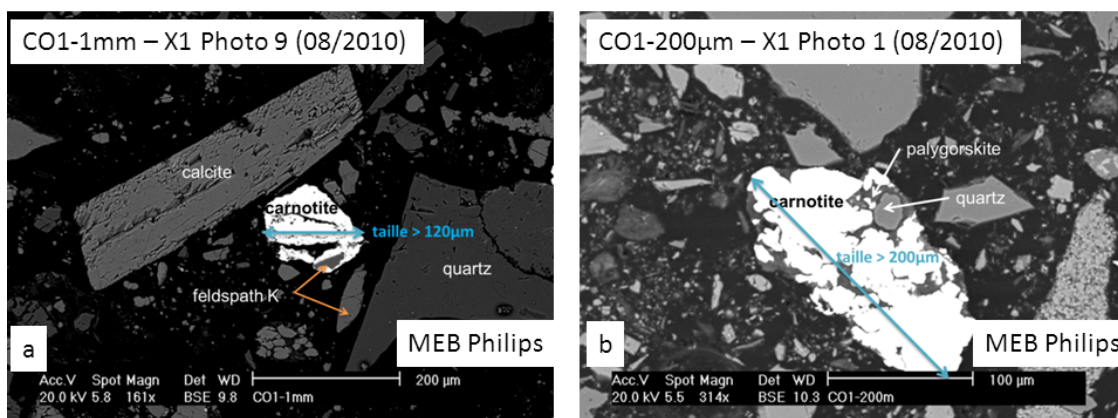 CO1-1mm – X1 Photo 9 (08/2010)
calcite
carnotite
taille > 120µm
quartz
feldspath K
a
MEB Philips
Acc.V Spot Magn Det WD 200 µm
20.0 kV 5.8 161x BSE 9.8 CO1-1mm
CO1-200µm – X1 Photo 1 (08/2010)
palygorskite
carnotite
quartz
taille > 200µm
b
MEB Philips
Acc.V Spot Magn Det WD 100 µm
20.0 kV 5.5 314x BSE 10.3 CO1-200m